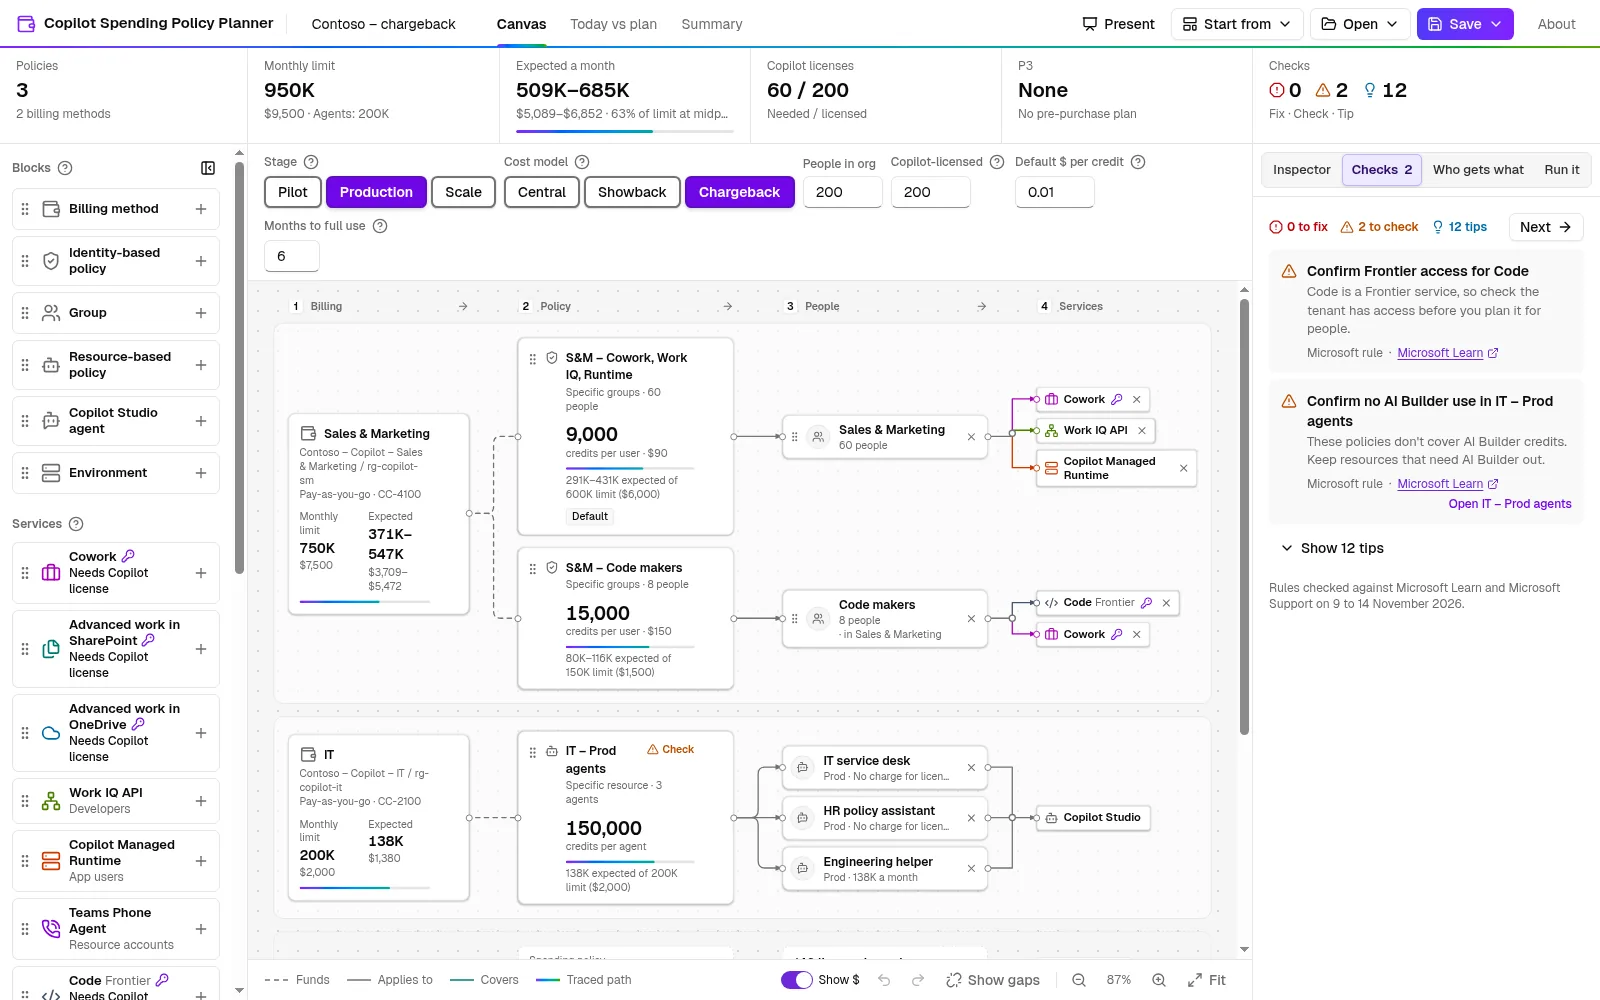 Copilot Spending Policy Planner
Contoso – chargeback
Canvas
Today vs plan
Summary
Present
Start from
Open
Save
About
Policies
3
2 billing methods
Monthly limit
950K
$9,500 · Agents: 200K
Expected a month
509K–685K
$5,089–$6,852 · 63% of limit at midp...
Copilot licenses
60 / 200
Needed / licensed
P3
None
No pre-purchase plan
Checks
0 2 12
Fix · Check · Tip
Blocks
Billing method
Identity-based
policy
Group
Resource-based
policy
Copilot Studio
agent
Environment
Services
Cowork
Needs Copilot
license
Advanced work in
SharePoint
Needs Copilot
license
Advanced work in
OneDrive
Needs Copilot
license
Work IQ API
Developers
Copilot Managed
Runtime
App users
Teams Phone
Agent
Resource accounts
Code Frontier
Needs Copilot
Stage
Pilot
Production
Scale
Cost model
Central
Showback
Chargeback
People in org
200
Copilot-licensed
200
Default $ per credit
0.01
Months to full use
6
1 Billing
2 Policy
3 People
4 Services
Sales & Marketing
Contoso – Copilot – Sales
& Marketing / rg-copilot-
sm
Pay-as-you-go · CC-4100
Monthly
limit
750K
$7,500
Expected
371K–
547K
$3,709–
$5,472
S&M – Cowork, Work
IQ, Runtime
Specific groups · 60
people
9,000
credits per user · $90
291K–431K expected of
600K limit ($6,000)
Default
Sales & Marketing
60 people
Cowork
Work IQ API
Copilot Managed
Runtime
S&M – Code makers
Specific groups · 8 people
15,000
credits per user · $150
80K–116K expected of
150K limit ($1,500)
Code makers
8 people
· in Sales & Marketing
Code Frontier
Cowork
IT
Contoso – Copilot – IT / rg-
copilot-it
Pay-as-you-go · CC-2100
Monthly
limit
200K
$2,000
Expected
138K
$1,380
IT – Prod
agents
Check
Specific resource · 3
agents
150,000
credits per agent
138K expected of 200K
limit ($2,000)
IT service desk
Prod · No charge for licen...
HR policy assistant
Prod · No charge for licen...
Engineering helper
Prod · 138K a month
Copilot Studio
Funds
Applies to
Covers
Traced path
Show $
Show gaps
87%
Fit
Inspector
Checks 2
Who gets what
Run it
0 to fix
2 to check
12 tips
Next
Confirm Frontier access for Code
Code is a Frontier service, so check the
tenant has access before you plan it for
people.
Microsoft rule · Microsoft Learn
Confirm no AI Builder use in IT – Prod
agents
These policies don't cover AI Builder credits.
Keep resources that need AI Builder out.
Microsoft rule · Microsoft Learn
Open IT – Prod agents
Show 12 tips
Rules checked against Microsoft Learn and Microsoft
Support on 9 to 14 November 2026.